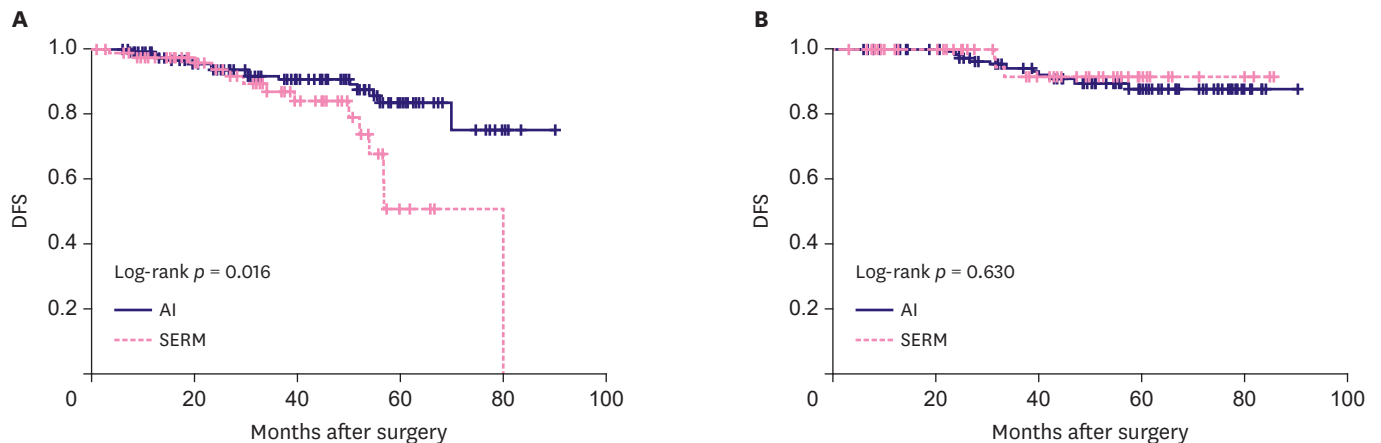 A
1.0
0.8
0.6
0.4
0.2
DFS
Log-rank p = 0.016
AI
SERM
0 20 40 60 80 100
Months after surgery
B
1.0
0.8
0.6
0.4
0.2
DFS
Log-rank p = 0.630
AI
SERM
0 20 40 60 80 100
Months after surgery